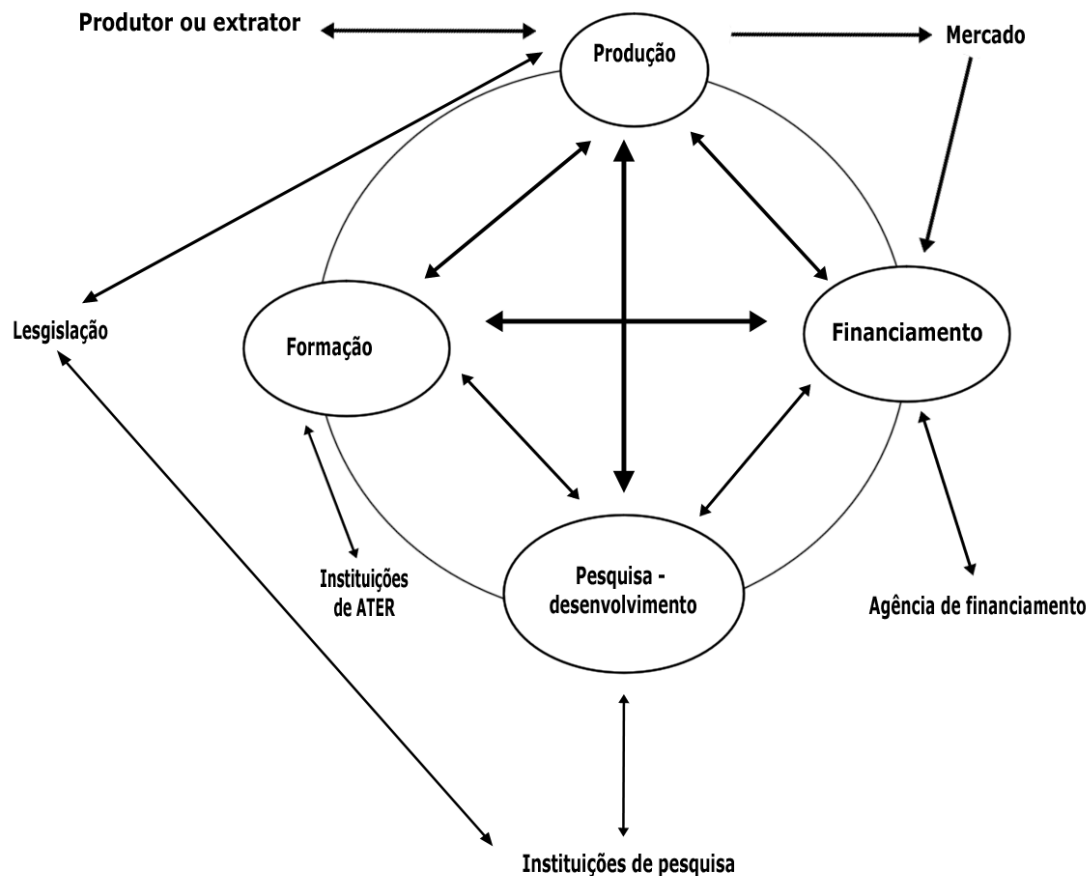 Produtor ou extrator
Produção
Mercado
Lesgislação
Formação
Financiamento
Instituições
de ATER
Pesquisa -
desenvolvimento
Agência de financiamento
Instituições de pesquisa